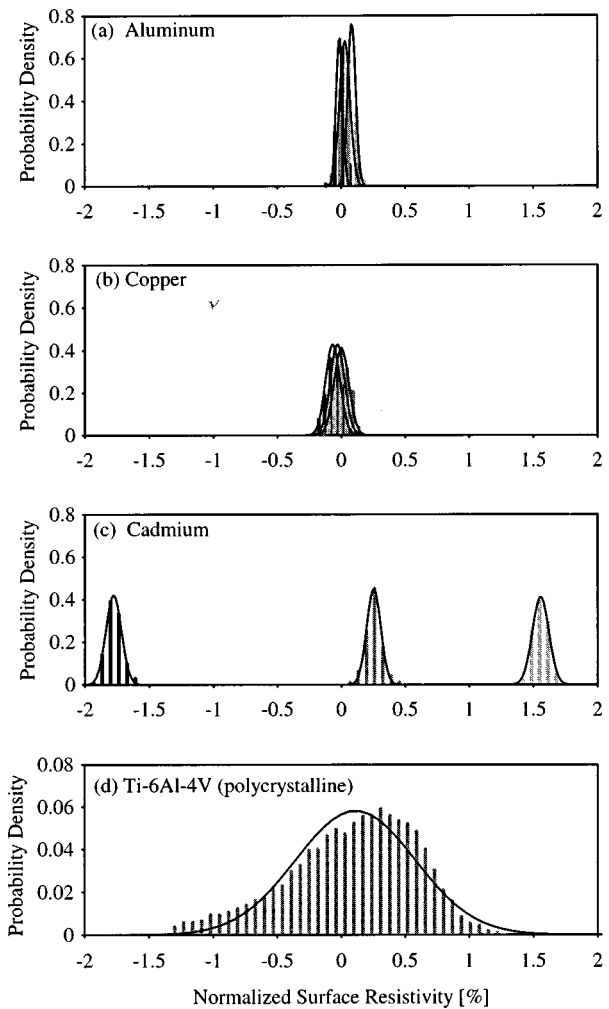 (a) Aluminum
Probability Density
0.8
0.6
0.4
0.2
0
-2 -1.5 -1 -0.5 0 0.5 1 1.5 2
(b) Copper
Probability Density
0.8
0.6
0.4
0.2
0
-2 -1.5 -1 -0.5 0 0.5 1 1.5 2
(c) Cadmium
Probability Density
0.8
0.6
0.4
0.2
0
-2 -1.5 -1 -0.5 0 0.5 1 1.5 2
(d) Ti-6Al-4V (polycrystalline)
Probability Density
0.08
0.06
0.04
0.02
0
-2 -1.5 -1 -0.5 0 0.5 1 1.5 2
Normalized Surface Resistivity [%]